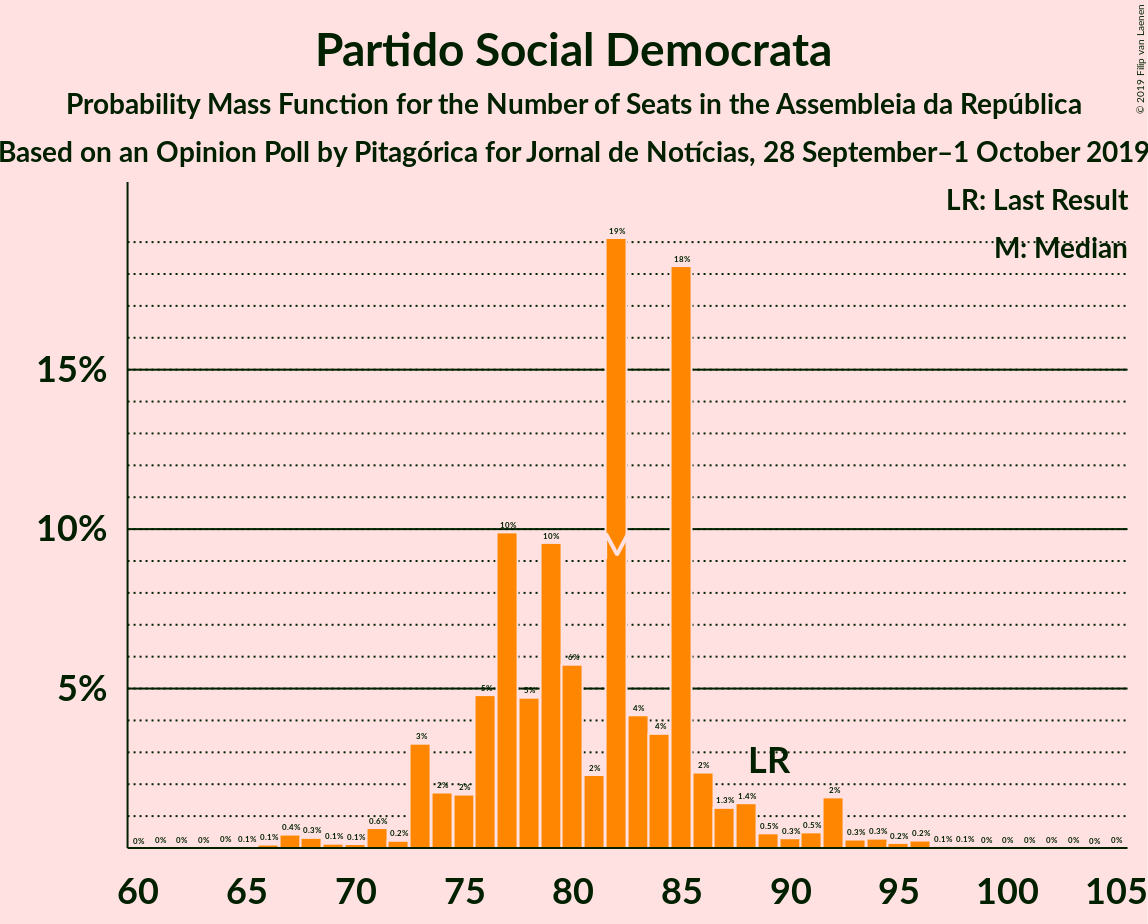 © 2019 Filip van Laenen
Partido Social Democrata
Probability Mass Function for the Number of Seats in the Assembleia da República
Based on an Opinion Poll by Pitagórica for Jornal de Notícias, 28 September–1 October 2019
LR: Last Result
M: Median
15%
10%
5%
0% 0% 0% 0% 0% 0.1% 0.1% 0.4% 0.3% 0.1% 0.1% 0.6% 0.2% 3% 2% 2% 5% 10% 5% 10% 6% 2% 19% 4% 4% 18% 2% 1.3% 1.4% 0.5% 0.3% 0.5% 2% 0.3% 0.3% 0.2% 0.2% 0.1% 0.1% 0% 0% 0% 0% 0% 0% 0%
LR
60 65 70 75 80 85 90 95 100 105